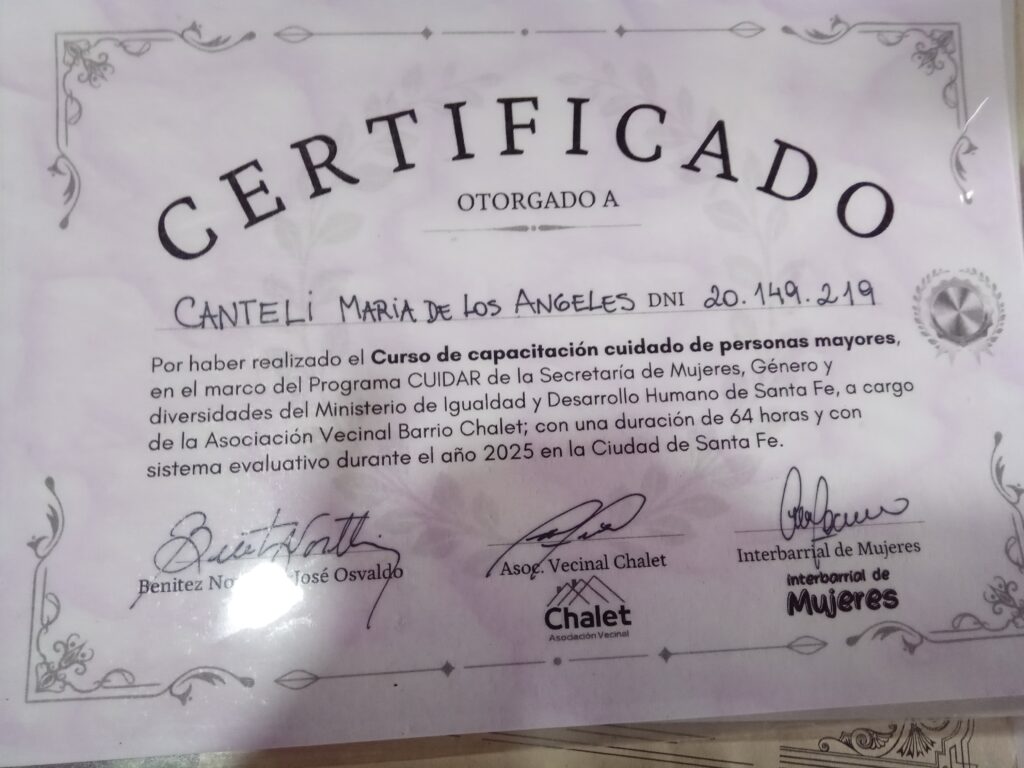 CERTIFICADO
OTORGADO A
CANTELI MARIA DE LOS ANGELES DNI 20.149.219
Por haber realizado el Curso de capacitación cuidado de personas mayores,
en el marco del Programa CUIDAR de la Secretaría de Mujeres, Género y
diversidades del Ministerio de Igualdad y Desarrollo Humano de Santa Fe, a cargo
de la Asociación Vecinal Barrio Chalet; con una duración de 64 horas y con
sistema evaluativo durante el año 2025 en la Ciudad de Santa Fe.
Bénitez José Osvaldo
Asoc. Vecinal Chalet
Interbarrial de Mujeres
Chalet
Asociación Vecinal
interbarrial de
Mujeres